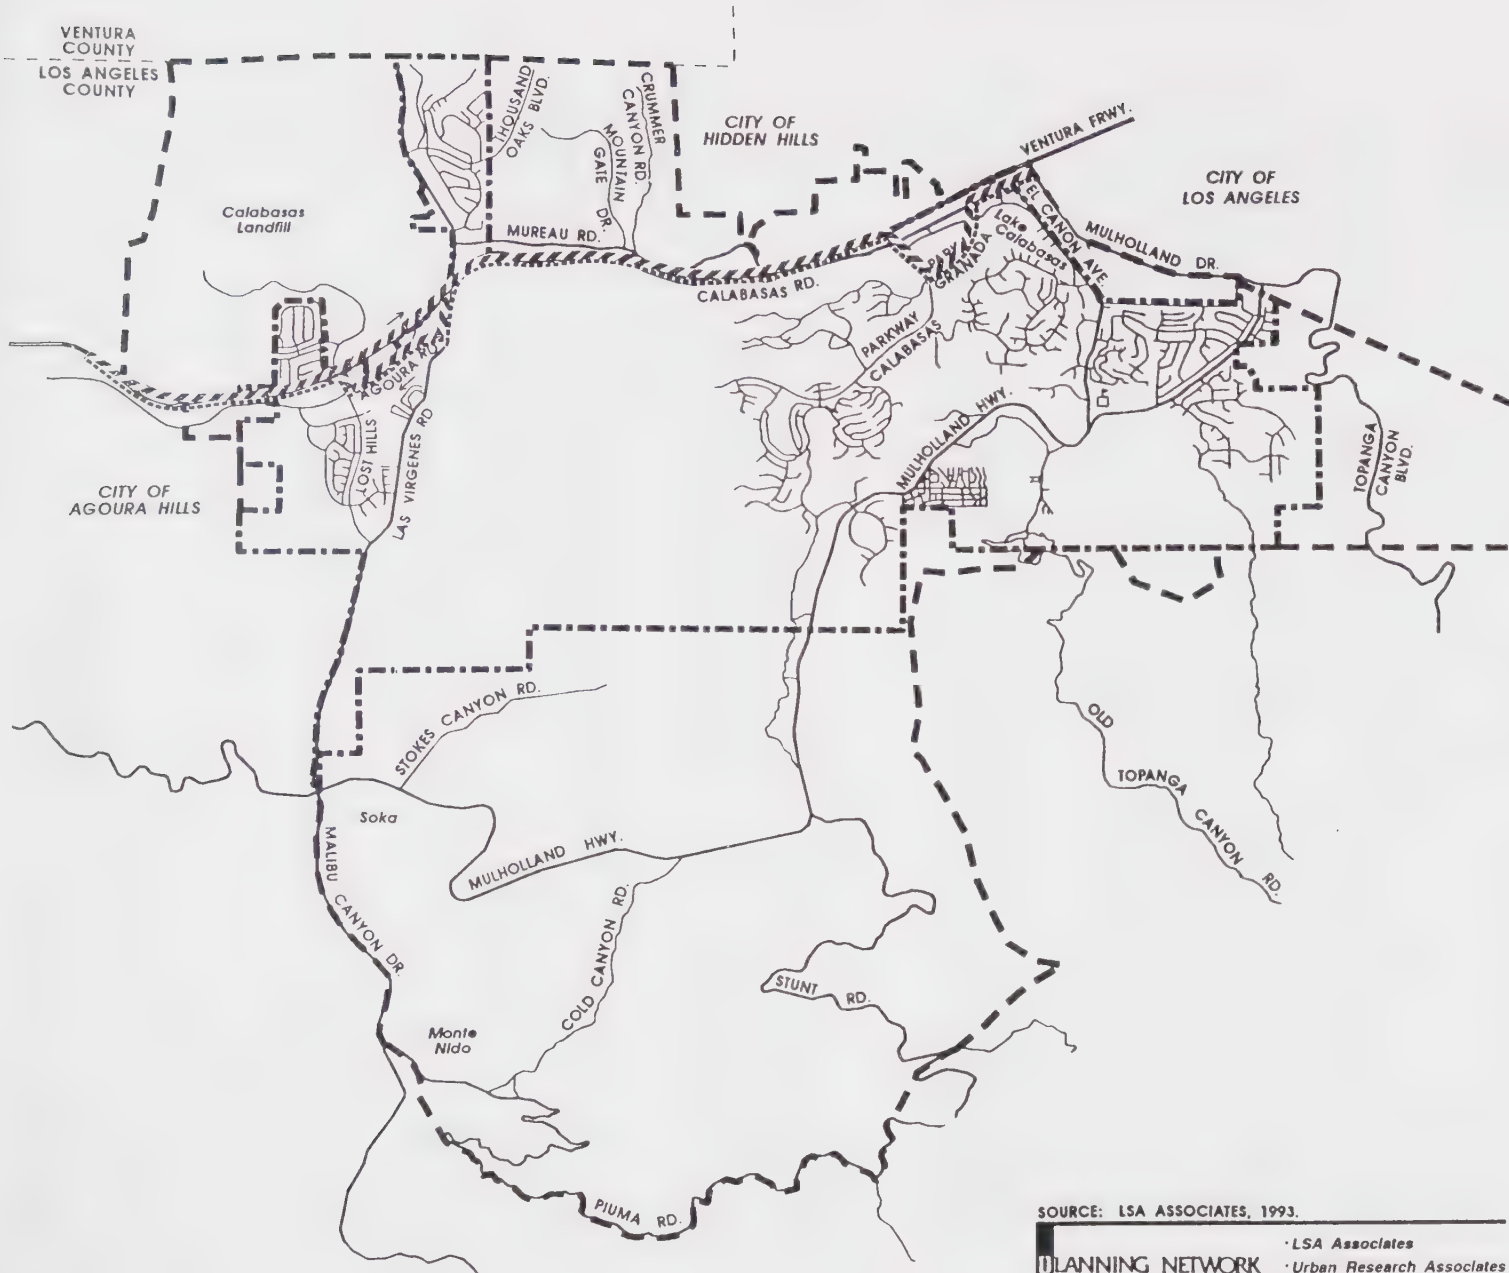 VENTURA
COUNTY
LOS ANGELES
COUNTY
THOUSAND
OAKS BLVD.
CRUMMER
CANYON RD.
MOUNTAIN
GATE DR.
CITY OF
HIDDEN HILLS
VENTURA FRWY.
CITY OF
LOS ANGELES
Calabasas
Landfill
MUREAU RD.
EL CANON AVE.
MULHOLLAND DR.
Lake
Calabasas
PARK
GRANADA
CALABASAS RD.
PARKWAY
CALABASAS
AGOURA RD.
LOST HILLS
LAS VIRGENES RD
MULHOLLAND HWY.
TOPANGA
CANYON
BLVD.
CITY OF
AGOURA HILLS
STOKES CANYON RD.
OLD
TOPANGA
CANYON
RD.
Soka
MALIBU
CANYON DR.
MULHOLLAND HWY.
COLD CANYON RD.
STUNT RD.
Monte
Nido
PIUMA RD.
SOURCE: LSA ASSOCIATES, 1993.
PLANNING NETWORK
· LSA Associates
· Urban Research Associates